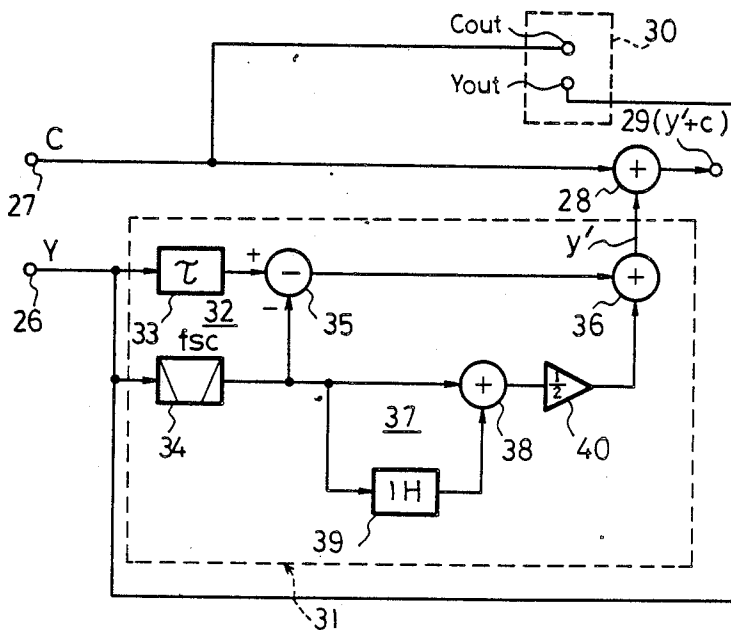 Cout
30
Yout
29(y'+c)
C
27
28
y'
Y
26
τ
+
-
+
33
32
-
35
36
fsc
34
+
37
38
1/2
40
1H
39
31
+